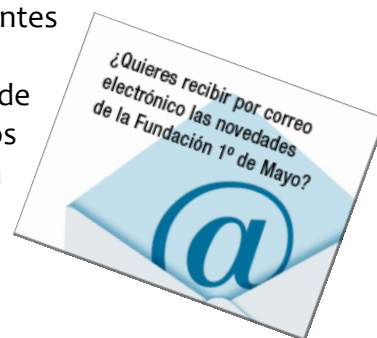 ntes
de
os
¿Quieres recibir por correo
electrónico las novedades
de la Fundación 1º de Mayo?
@